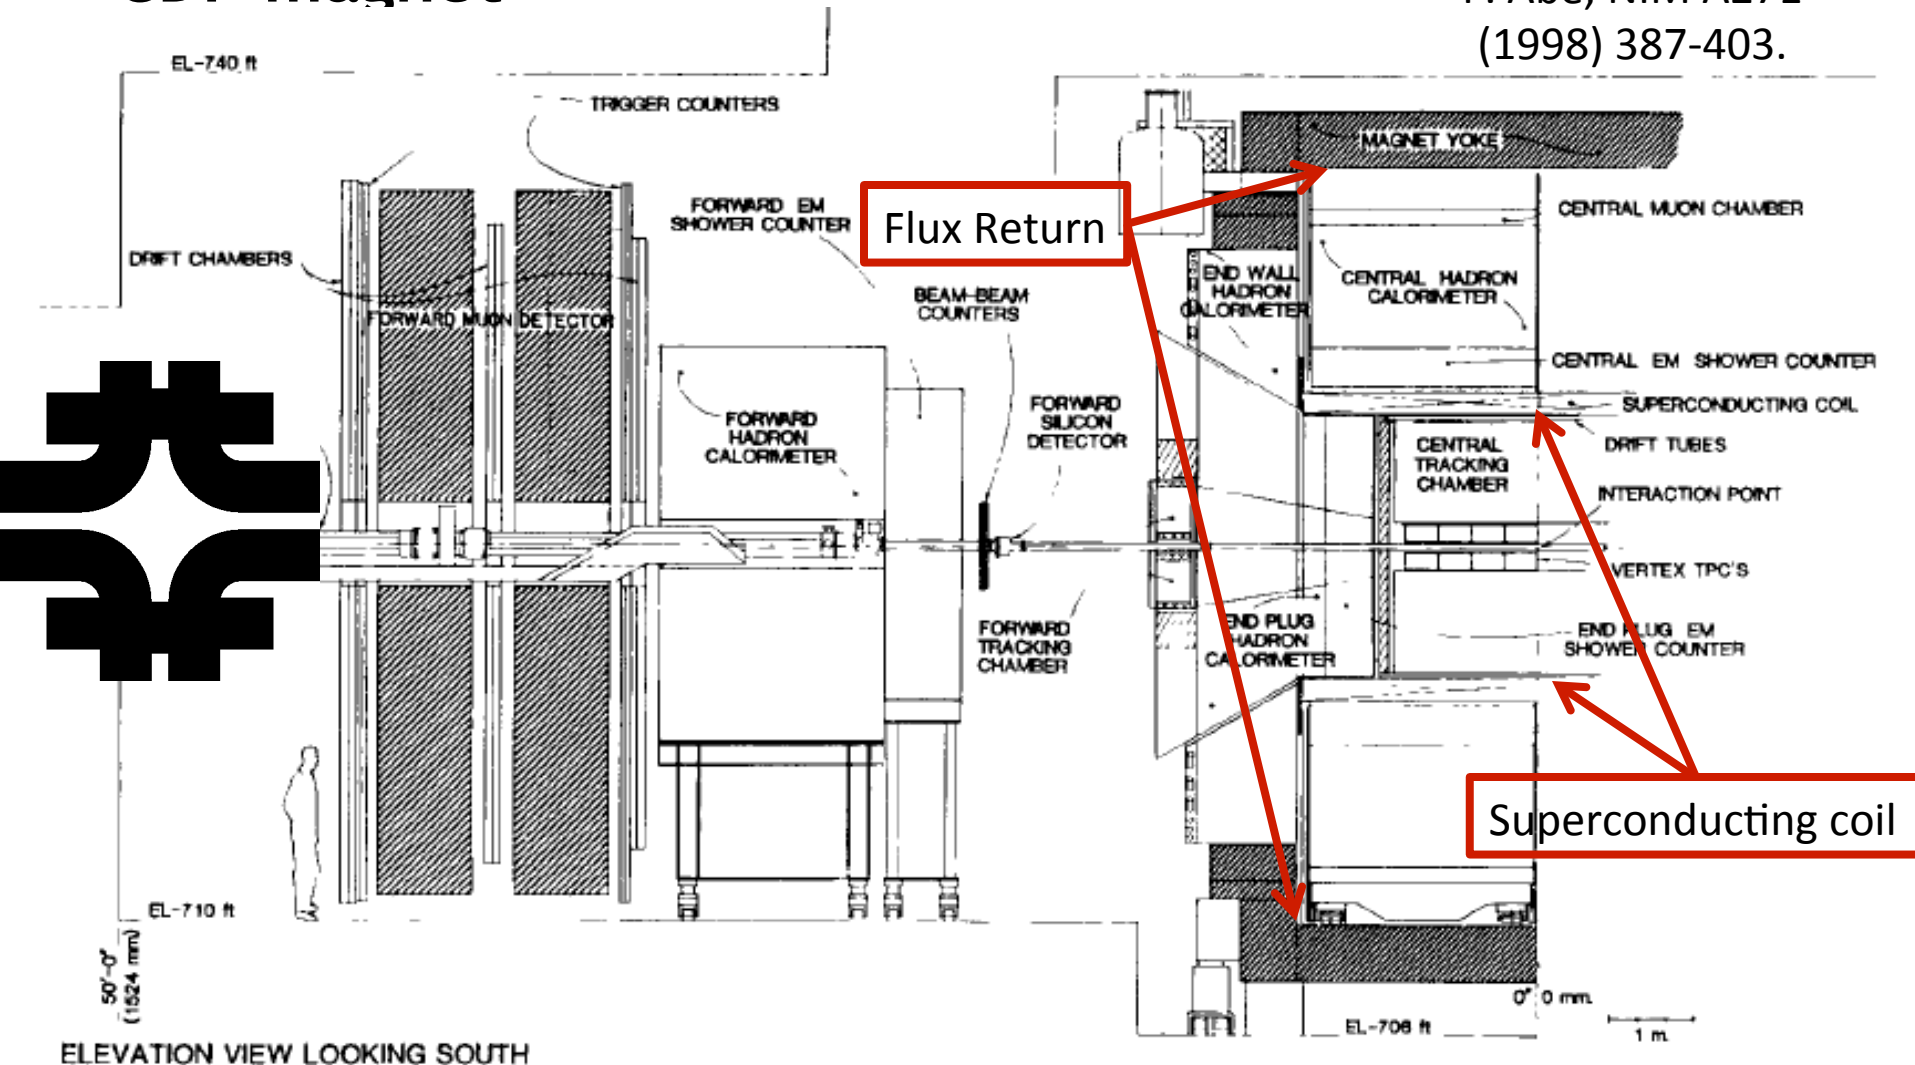 CDF magnet
(1998) 387-403.
EL-740 ft
TRIGGER COUNTERS
MAGNET YOKE
FORWARD EM
SHOWER COUNTER
Flux Return
CENTRAL MUON CHAMBER
DRIFT CHAMBERS
END WALL
HADRON
CALORIMETER
CENTRAL HADRON
CALORIMETER
BEAM-BEAM
COUNTERS
FORWARD MUON DETECTOR
CENTRAL EM SHOWER COUNTER
FORWARD
HADRON
CALORIMETER
FORWARD
SILICON
DETECTOR
SUPERCONDUCTING COIL
DRIFT TUBES
CENTRAL
TRACKING
CHAMBER
INTERACTION POINT
VERTEX TPC'S
FORWARD
TRACKING
CHAMBER
END PLUG
HADRON
CALORIMETER
END PLUG EM
SHOWER COUNTER
Superconducting coil
EL-710 ft
50'-0"
(1524 mm)
0" 0 mm.
EL-706 ft
1 m.
ELEVATION VIEW LOOKING SOUTH